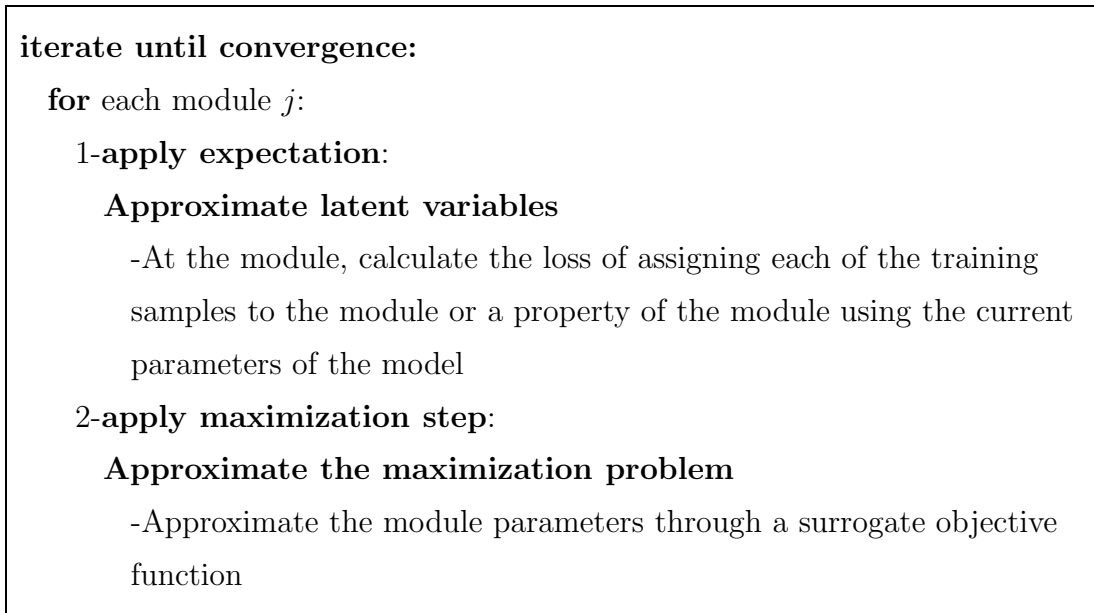 iterate until convergence:
for each module j:
1-apply expectation:
Approximate latent variables
-At the module, calculate the loss of assigning each of the training
samples to the module or a property of the module using the current
parameters of the model
2-apply maximization step:
Approximate the maximization problem
-Approximate the module parameters through a surrogate objective
function